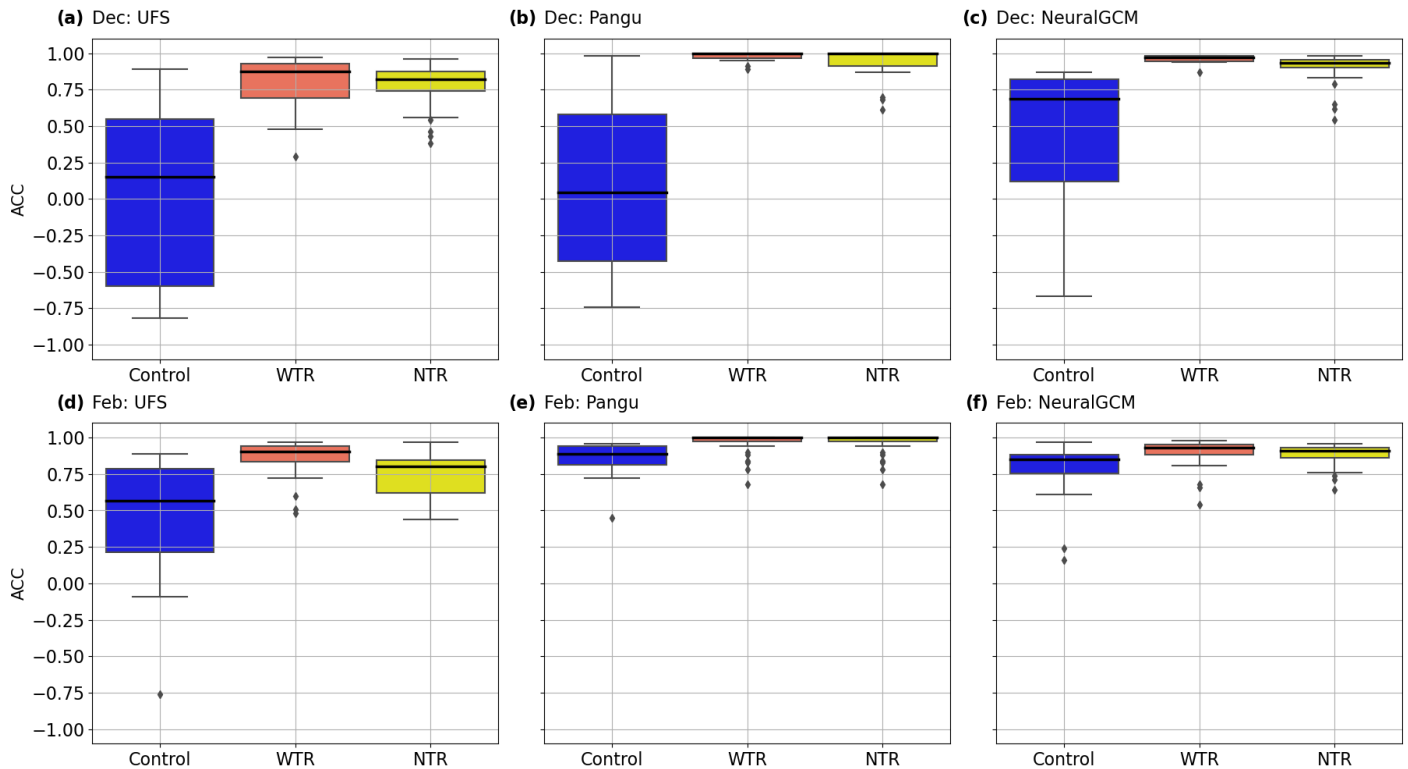 (a) Dec: UFS
(b) Dec: Pangu
(c) Dec: NeuralGCM
ACC
1.00
0.75
0.50
0.25
0.00
−0.25
−0.50
−0.75
−1.00
Control WTR NTR
Control WTR NTR
Control WTR NTR
(d) Feb: UFS
(e) Feb: Pangu
(f) Feb: NeuralGCM
ACC
1.00
0.75
0.50
0.25
0.00
−0.25
−0.50
−0.75
−1.00
Control WTR NTR
Control WTR NTR
Control WTR NTR